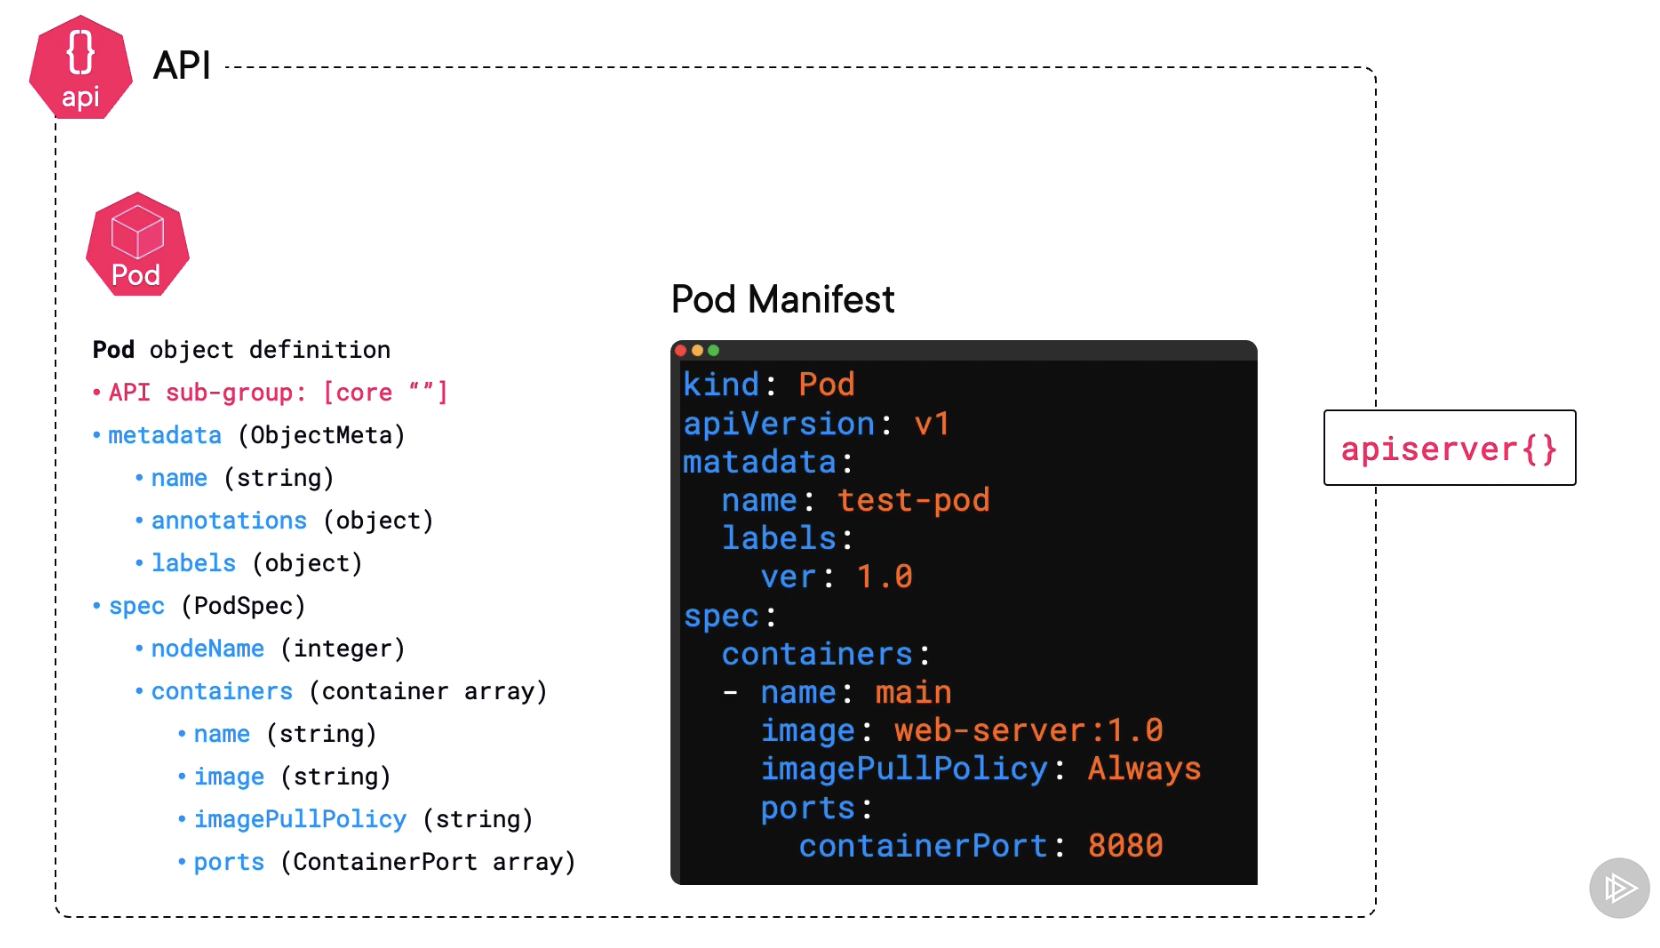 {}
api
API
Pod
Pod object definition
• API sub-group: [core “”]
• metadata (ObjectMeta)
• name (string)
• annotations (object)
• labels (object)
• spec (PodSpec)
• nodeName (integer)
• containers (container array)
• name (string)
• image (string)
• imagePullPolicy (string)
• ports (ContainerPort array)
Pod Manifest
kind: Pod
apiVersion: v1
matadata:
  name: test-pod
  labels:
    ver: 1.0
spec:
  containers:
  - name: main
    image: web-server:1.0
    imagePullPolicy: Always
    ports:
      containerPort: 8080
apiserver{}